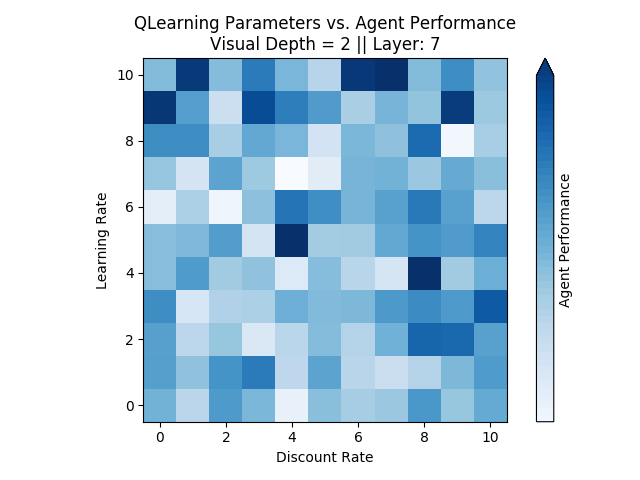 QLearning Parameters vs. Agent Performance
Visual Depth = 2 || Layer: 7
10
8
6
4
2
0
Learning Rate
0 2 4 6 8 10
Discount Rate
Agent Performance